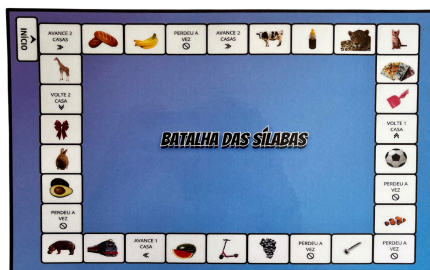 INÍCIO
AVANCE 2
CASAS
PERDEU A
VEZ
AVANCE 2
CASAS
VOLTE 2
CASA
VOLTE 1
CASA
BATALHA DAS SÍLABAS
PERDEU A
VEZ
PERDEU A
VEZ
AVANCE 1
CASA
PERDEU A
VEZ
PERDEU A
VEZ